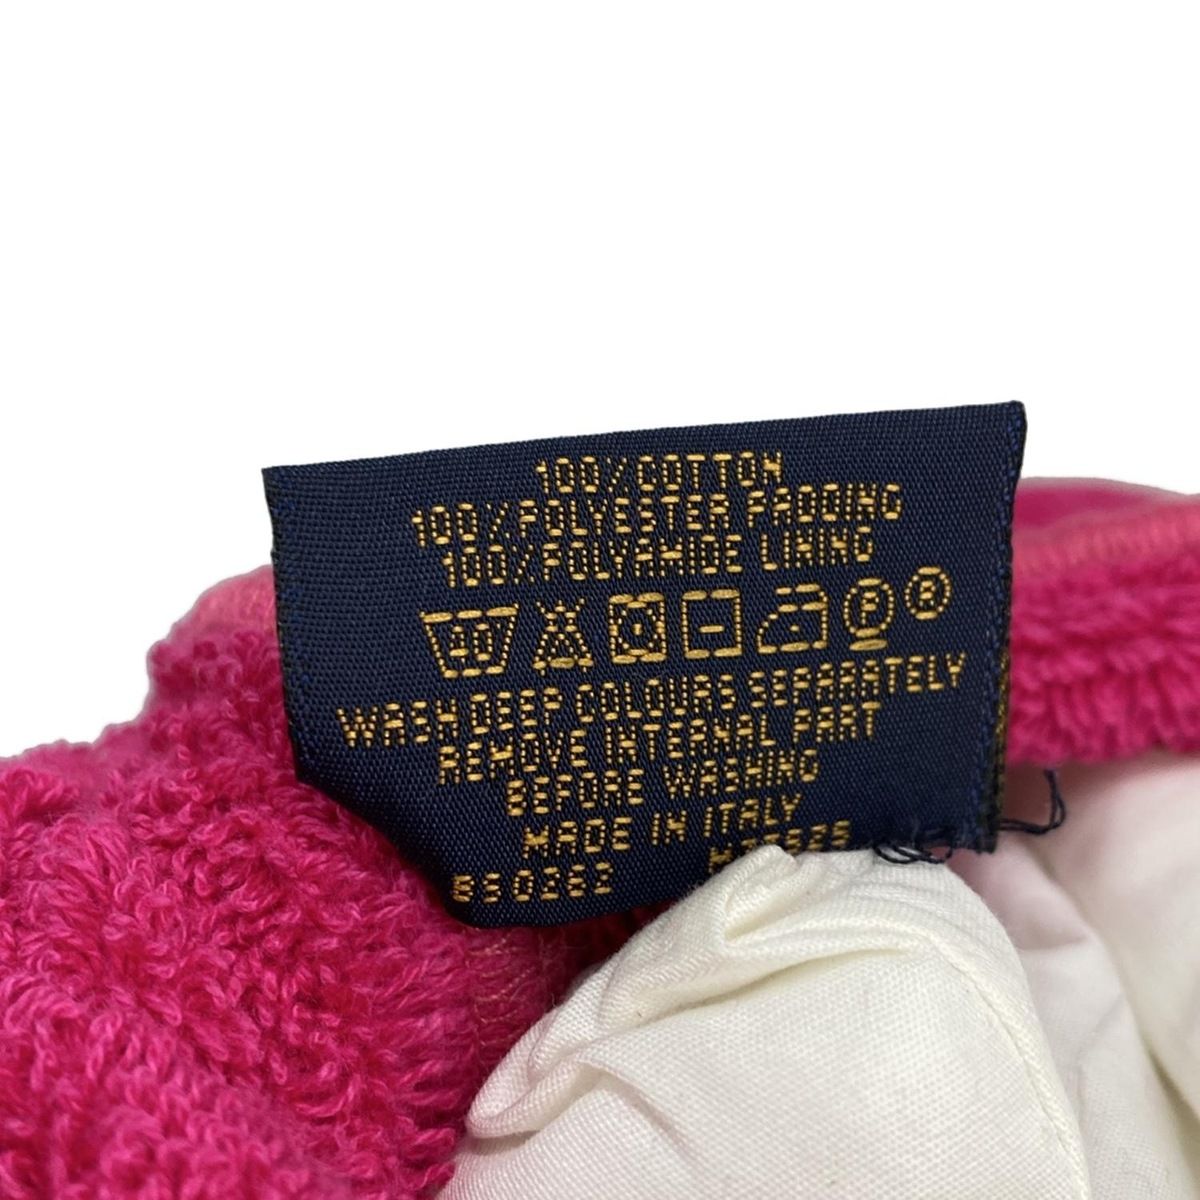 100%COTTON
100%POLYESTER PADDING
100%POLYAMIDE LINING
40 P ®
WASH DEEP COLOURS SEPARATELY
REMOVE INTERNAL PART
BEFORE WASHING
MADE IN ITALY